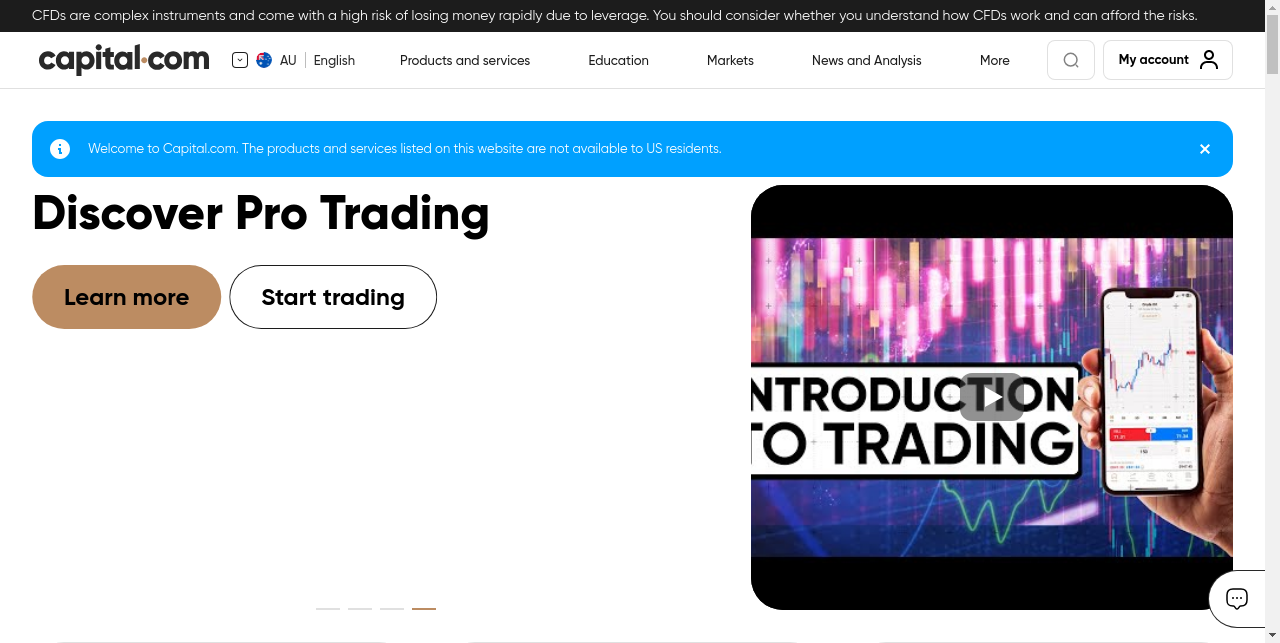 CFDs are complex instruments and come with a high risk of losing money rapidly due to leverage. You should consider whether you understand how CFDs work and can afford the risks.
capital.com
AU
English
Products and services
Education
Markets
News and Analysis
More
My account
Welcome to Capital.com. The products and services listed on this website are not available to US residents.
Discover Pro Trading
Learn more
Start trading
NTRODUCTION
TO TRADING